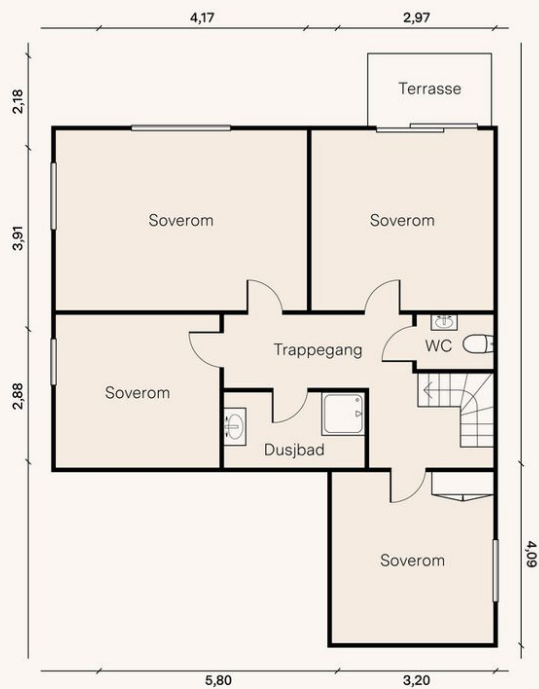 4,17
2,97
2,18
Terrasse
3,91
Soverom
Soverom
Trappegang
WC
2,88
Soverom
Dusjbad
Soverom
4,09
5,80
3,20